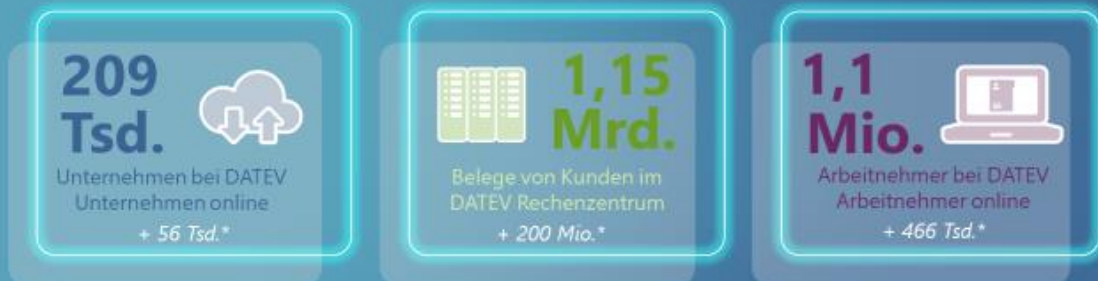 209
Tsd.
Unternehmen bei DATEV
Unternehmen online
+ 56 Tsd.*
1,15
Mrd.
Belege von Kunden im
DATEV Rechenzentrum
+ 200 Mio.*
1,1
Mio.
Arbeitnehmer bei DATEV
Arbeitnehmer online
+ 466 Tsd.*